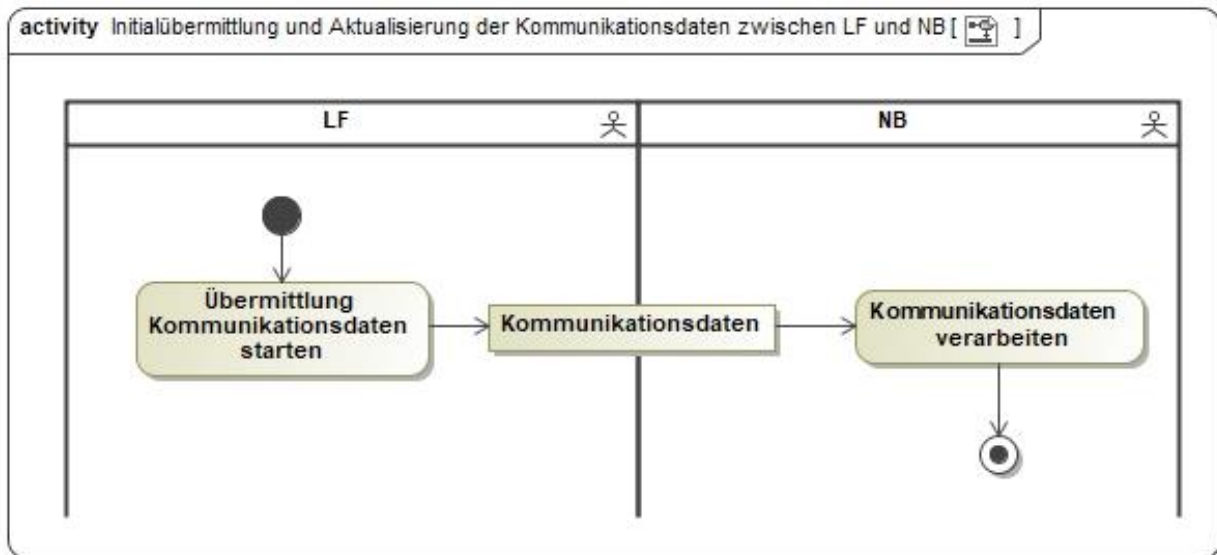 activity Initialübermittlung und Aktualisierung der Kommunikationsdaten zwischen LF und NB [ ]
LF
NB
Übermittlung
Kommunikationsdaten
starten
Kommunikationsdaten
Kommunikationsdaten
verarbeiten